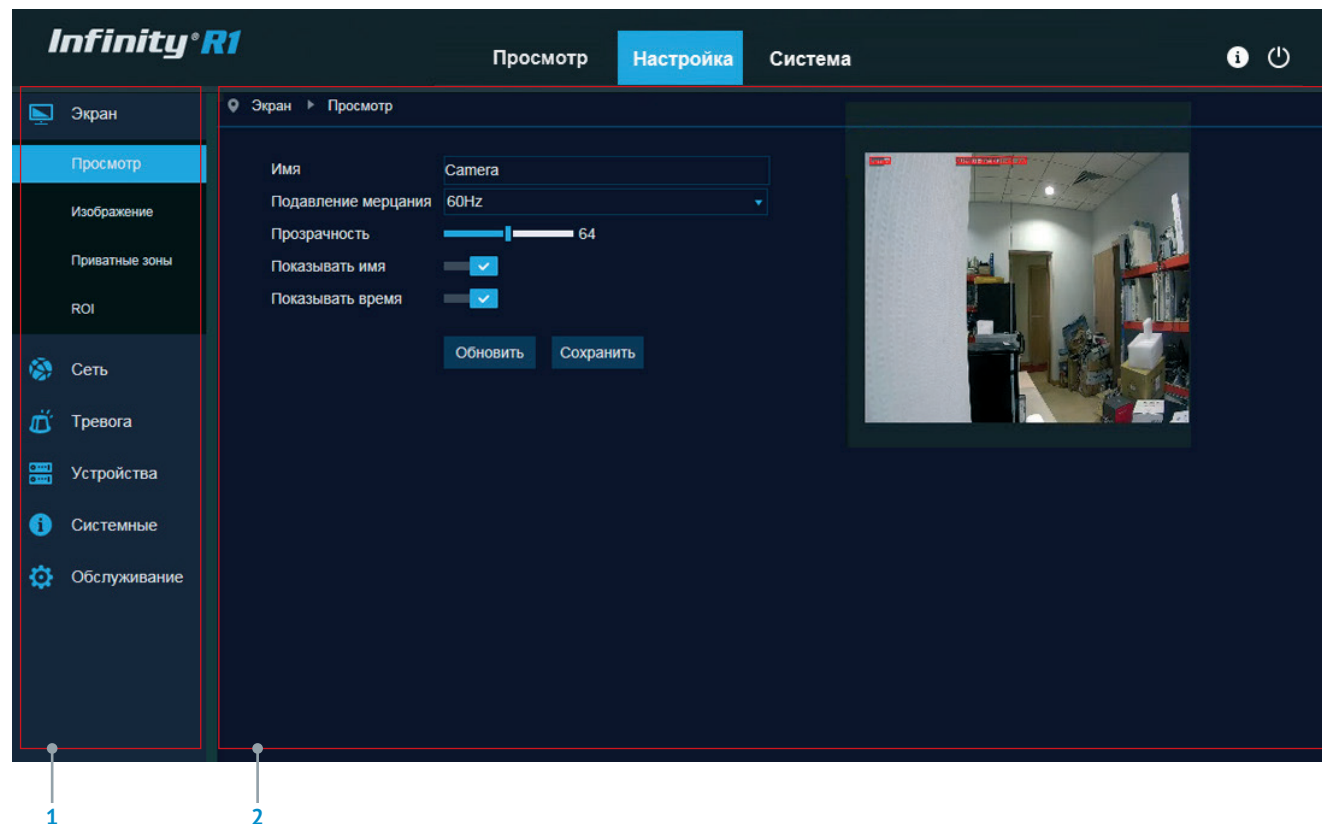 Infinity® R1
Просмотр Настройка Система
Экран
Просмотр
Изображение
Приватные зоны
ROI
Сеть
Тревога
Устройства
Системные
Обслуживание
Экран Просмотр
Имя Camera
Подавление мерцания 60Hz
Прозрачность 64
Показывать имя
Показывать время
Обновить Сохранить
1 2